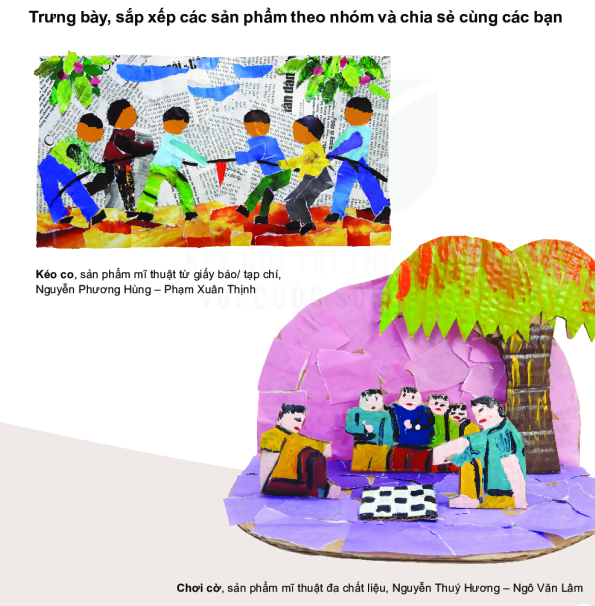 Trưng bày, sắp xếp các sản phẩm theo nhóm và chia sẻ cùng các bạn
Kéo co, sản phẩm mĩ thuật từ giấy báo/ tạp chí,
Nguyễn Phương Hùng – Phạm Xuân Thịnh
Chơi cờ, sản phẩm mĩ thuật đa chất liệu, Nguyễn Thuý Hương – Ngô Văn Lâm